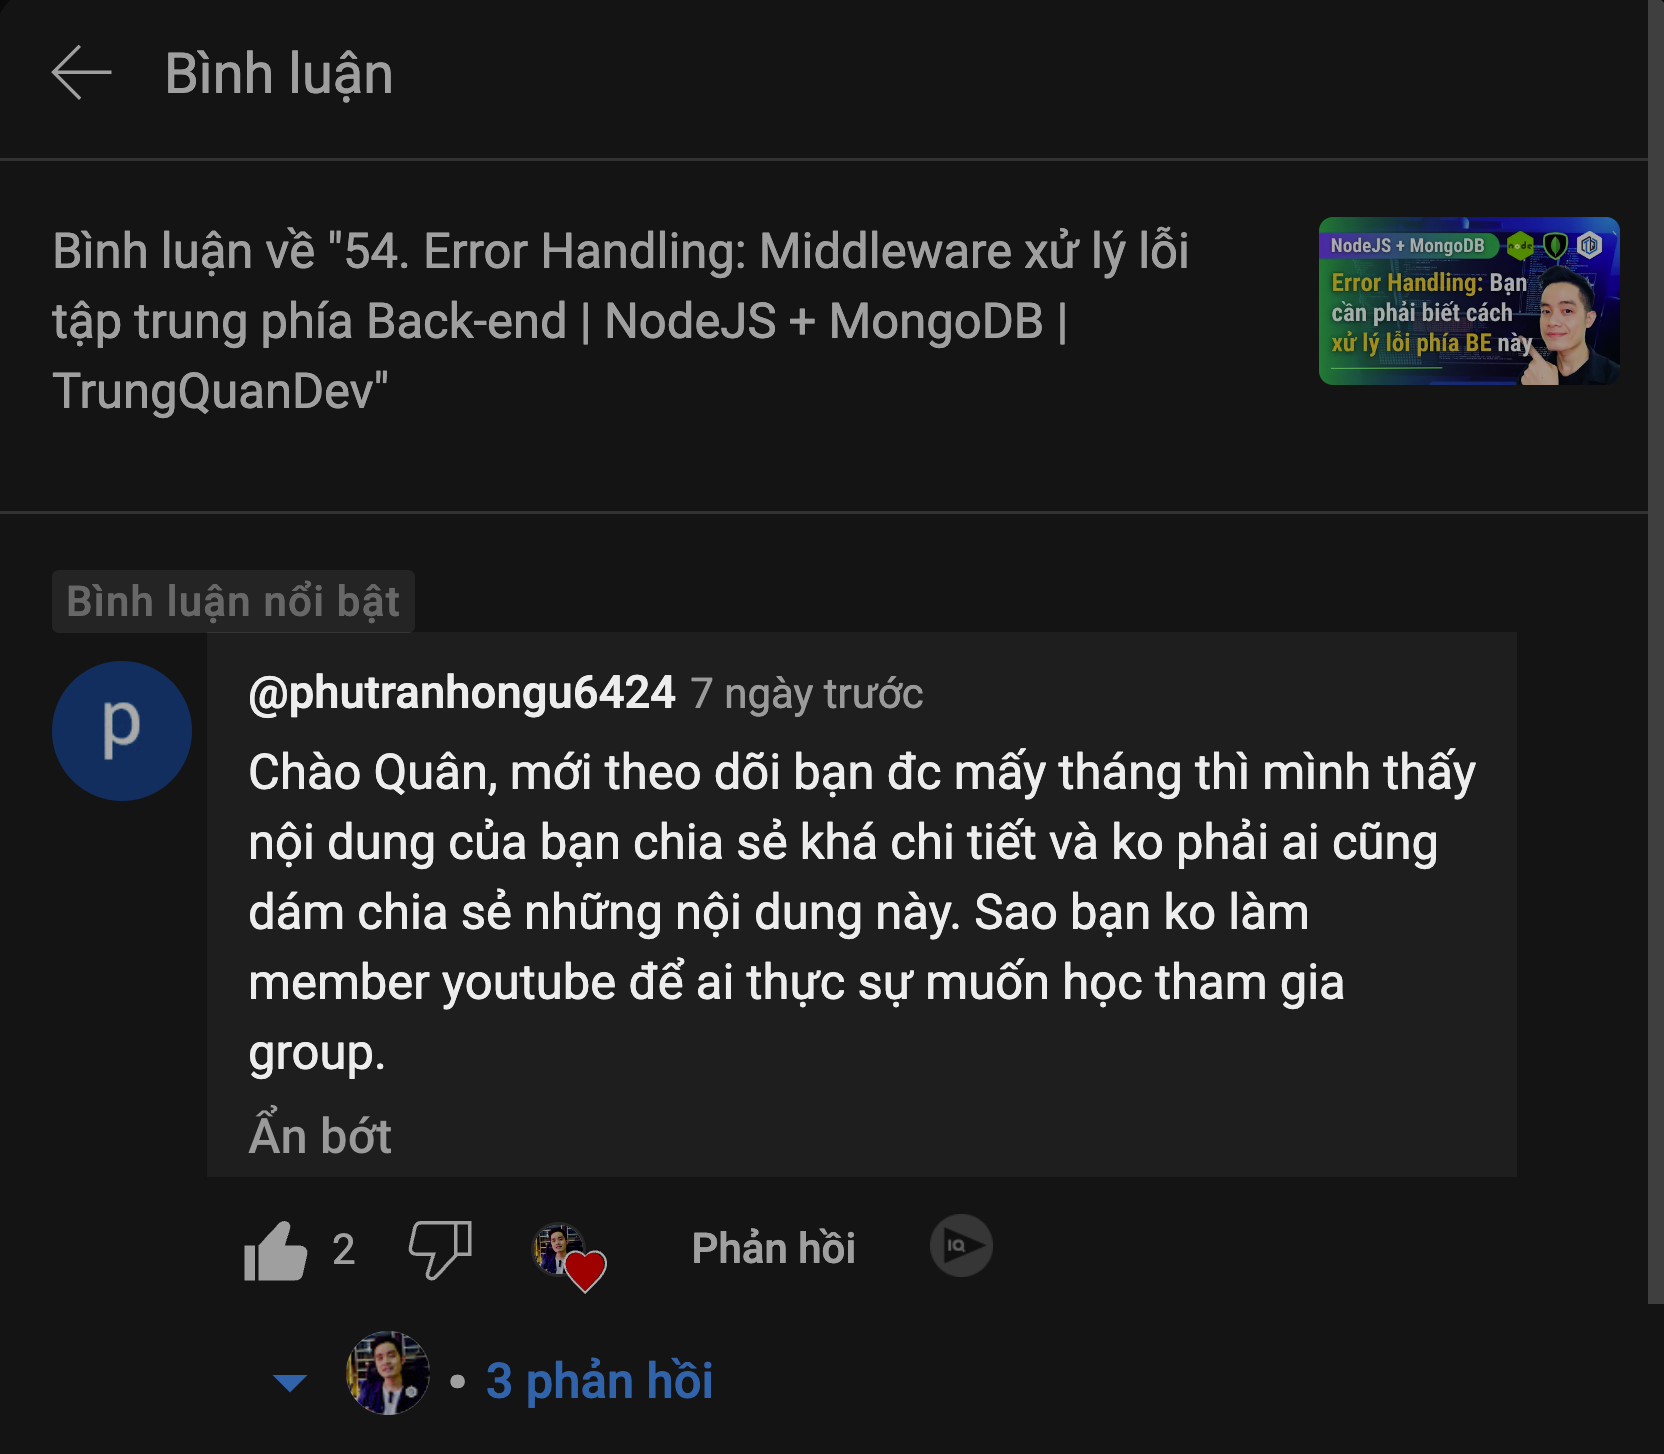 Bình luận
Bình luận về "54. Error Handling: Middleware xử lý lỗi
tập trung phía Back-end | NodeJS + MongoDB |
TrungQuanDev"
NodeJS + MongoDB
node
Error Handling: Bạn
cần phải biết cách
xử lý lỗi phía BE này
Bình luận nổi bật
p
@phutranhongu6424 7 ngày trước
Chào Quân, mới theo dõi bạn đc mấy tháng thì mình thấy
nội dung của bạn chia sẻ khá chi tiết và ko phải ai cũng
dám chia sẻ những nội dung này. Sao bạn ko làm
member youtube để ai thực sự muốn học tham gia
group.
Ẩn bớt
2
Phản hồi
IQ
• 3 phản hồi